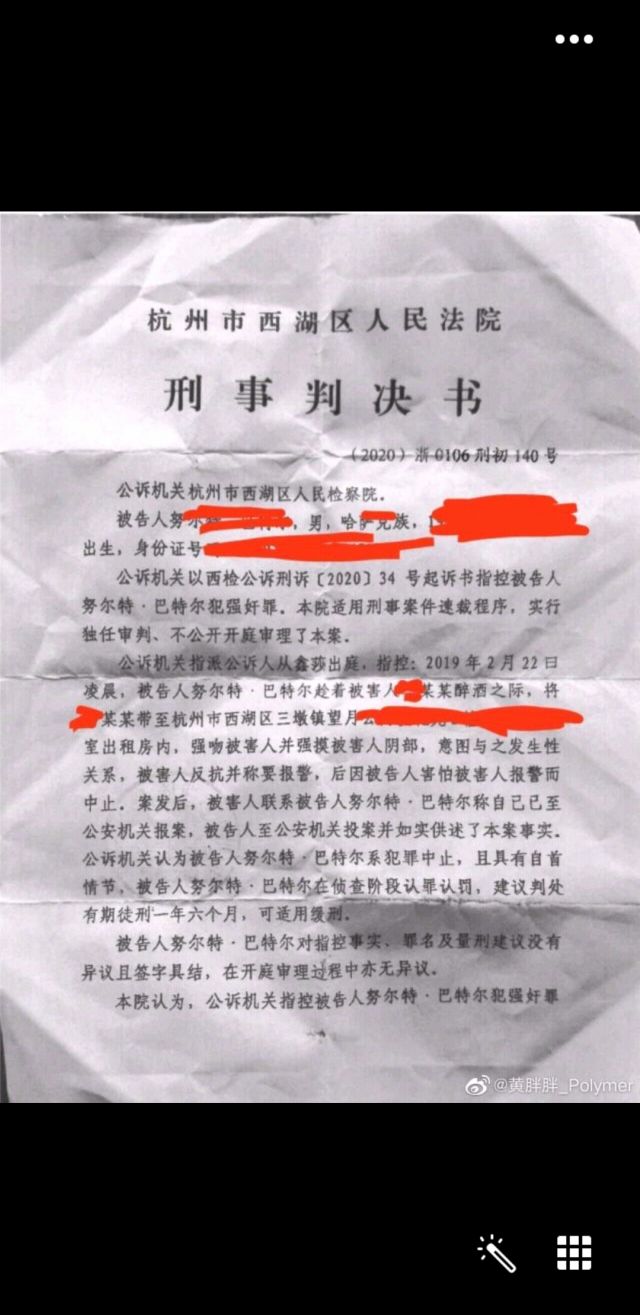 杭州市西湖区人民法院
刑事判决书
（2020）浙0106刑初140号
公诉机关杭州市西湖区人民检察院。
被告人努尔特·巴特尔，男，哈萨克族，1
出生，身份证号
公诉机关以西检公诉刑诉〔2020〕34 号起诉书指控被告人
努尔特·巴特尔犯强奸罪。本院适用刑事案件速裁程序，实行
独任审判、不公开开庭审理了本案。
公诉机关指派公诉人从鑫莎出庭，指控：2019年2月22日
凌晨，被告人努尔特·巴特尔趁着被害人 某某醉酒之际，将
某某带至杭州市西湖区三墩镇望月
室出租房内，强吻被害人并强摸被害人阴部，意图与之发生性
关系，被害人反抗并称要报警，后因被告人害怕被害人报警而
中止。案发后，被害人联系被告人努尔特·巴特尔称自己已至
公安机关报案，被告人至公安机关投案并如实供述了本案事实。
公诉机关认为被告人努尔特·巴特尔系犯罪中止，且具有自首
情节，被告人努尔特·巴特尔在侦查阶段认罪认罚，建议判处
有期徒刑一年六个月，可适用缓刑。
被告人努尔特·巴特尔对指控事实、罪名及量刑建议没有
异议且签字具结，在开庭审理过程中亦无异议。
本院认为，公诉机关指控被告人努尔特·巴特尔犯强奸罪
@黄胖胖_Polymer